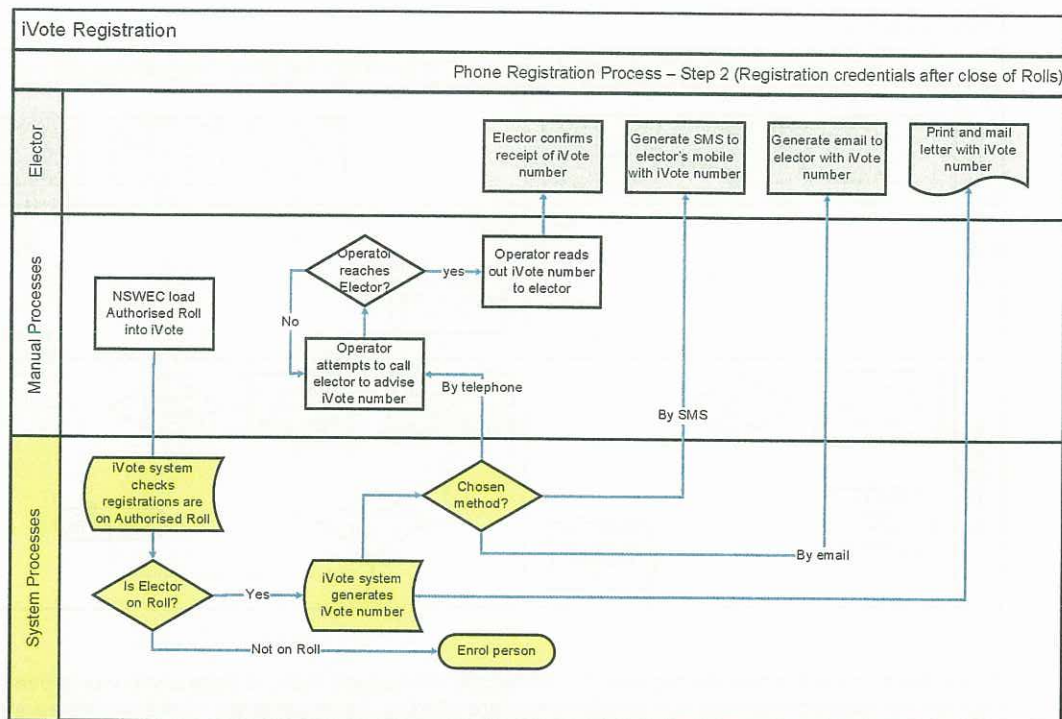 iVote Registration
Phone Registration Process – Step 2 (Registration credentials after close of Rolls)
Elector
Elector confirms
receipt of iVote
number
Generate SMS to
elector's mobile
with iVote number
Generate email to
elector with iVote
number
Print and mail
letter with iVote
number
Manual Processes
NSWEC load
Authorised Roll
into iVote
Operator
reaches
Elector?
yes
Operator reads
out iVote number
to elector
No
Operator
attempts to call
elector to advise
iVote number
By telephone
By SMS
System Processes
iVote system
checks
registrations are
on Authorised Roll
Chosen
method?
By email
Is Elector
on Roll?
Yes
iVote system
generates
iVote number
Not on Roll
Enrol person